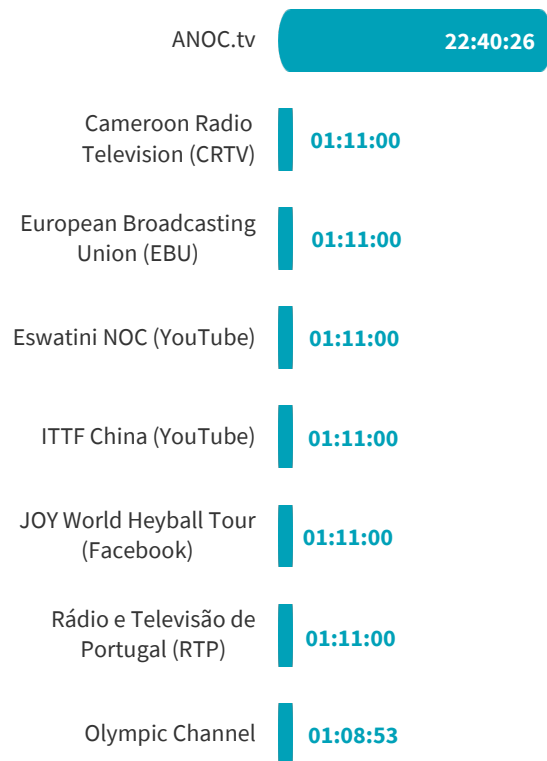 ANOC.tv
22:40:26
Cameroon Radio
Television (CRTV)
01:11:00
European Broadcasting
Union (EBU)
01:11:00
Eswatini NOC (YouTube)
01:11:00
ITTF China (YouTube)
01:11:00
JOY World Heyball Tour
(Facebook)
01:11:00
Rádio e Televisão de
Portugal (RTP)
01:11:00
Olympic Channel
01:08:53